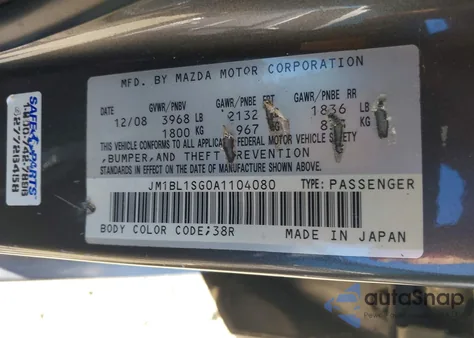 MFD. BY MAZDA MOTOR CORPORATION
GVWR/PNBV GAWR/PNBE FRT GAWR/PNBE RR
12/08 3968 LB 2132 1836 LB
1800 KG 967 KG
THIS VEHICLE CONFORMS TO ALL APPLICA FEDERAL MOTOR VEHICLE SAFETY
BUMPER, AND THEFT PREVENTION
STANDARDS IN EFFECT ON THE DATE OF MANUFACTURE SHOWN ABOVE.
JM1BL1SG0A1104080 TYPE: PASSENGER
BODY COLOR CODE; 38R MADE IN JAPAN
SAFE PARTS
autoSnap